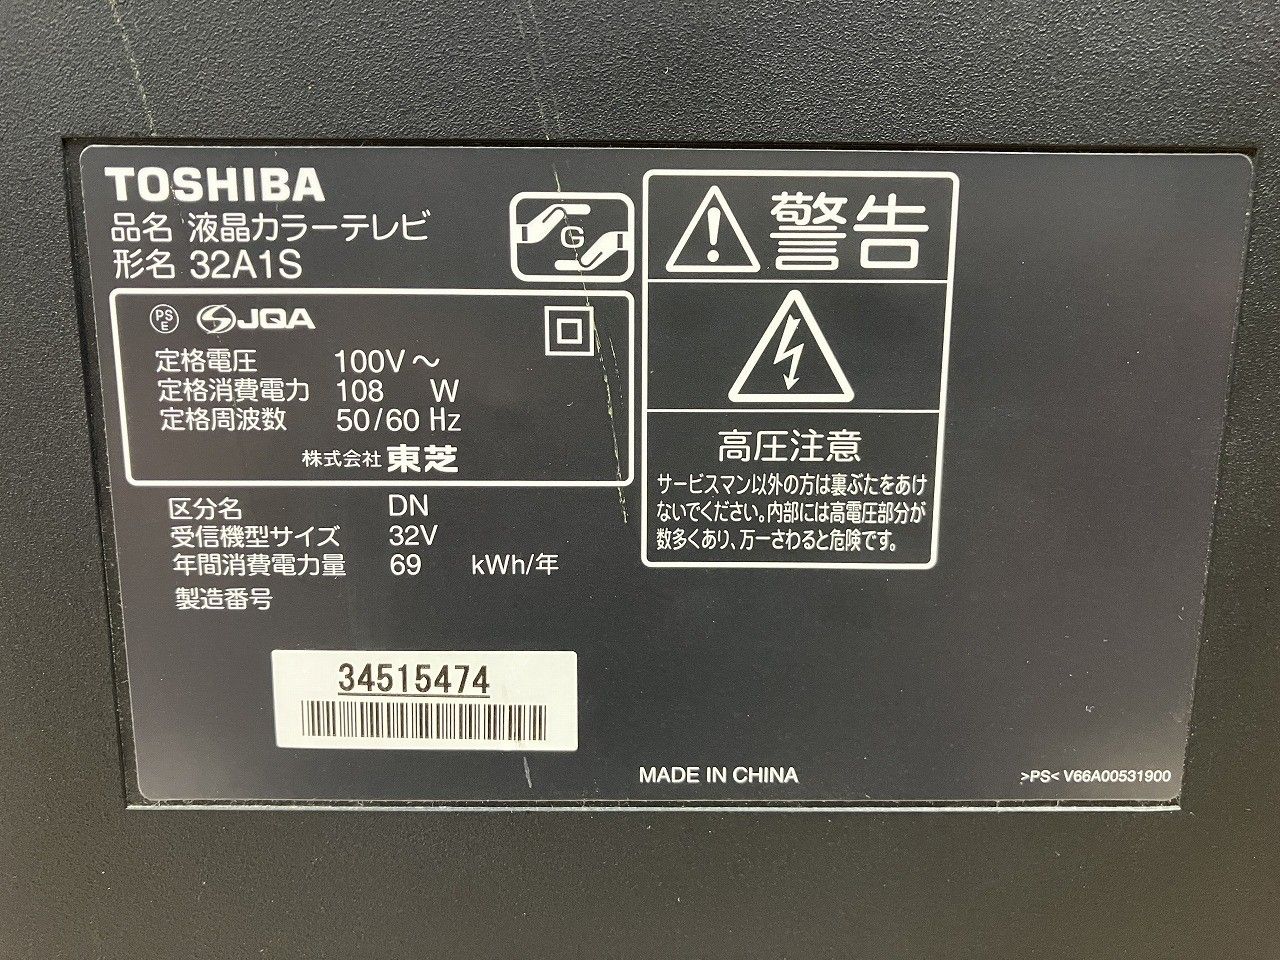 TOSHIBA
品名 液晶カラーテレビ
形名 32A1S
G
PS
E
JQA
定格電圧 100V～
定格消費電力 108 W
定格周波数 50/60 Hz
株式会社 東芝
区分名 DN
受信機型サイズ 32V
年間消費電力量 69 kWh/年
製造番号
34515474
警告
高圧注意
サービスマン以外の方は裏ぶたをあけ
ないでください。内部には高電圧部分が
数多くあり、万一さわると危険です。
MADE IN CHINA
>PS< V66A00531900